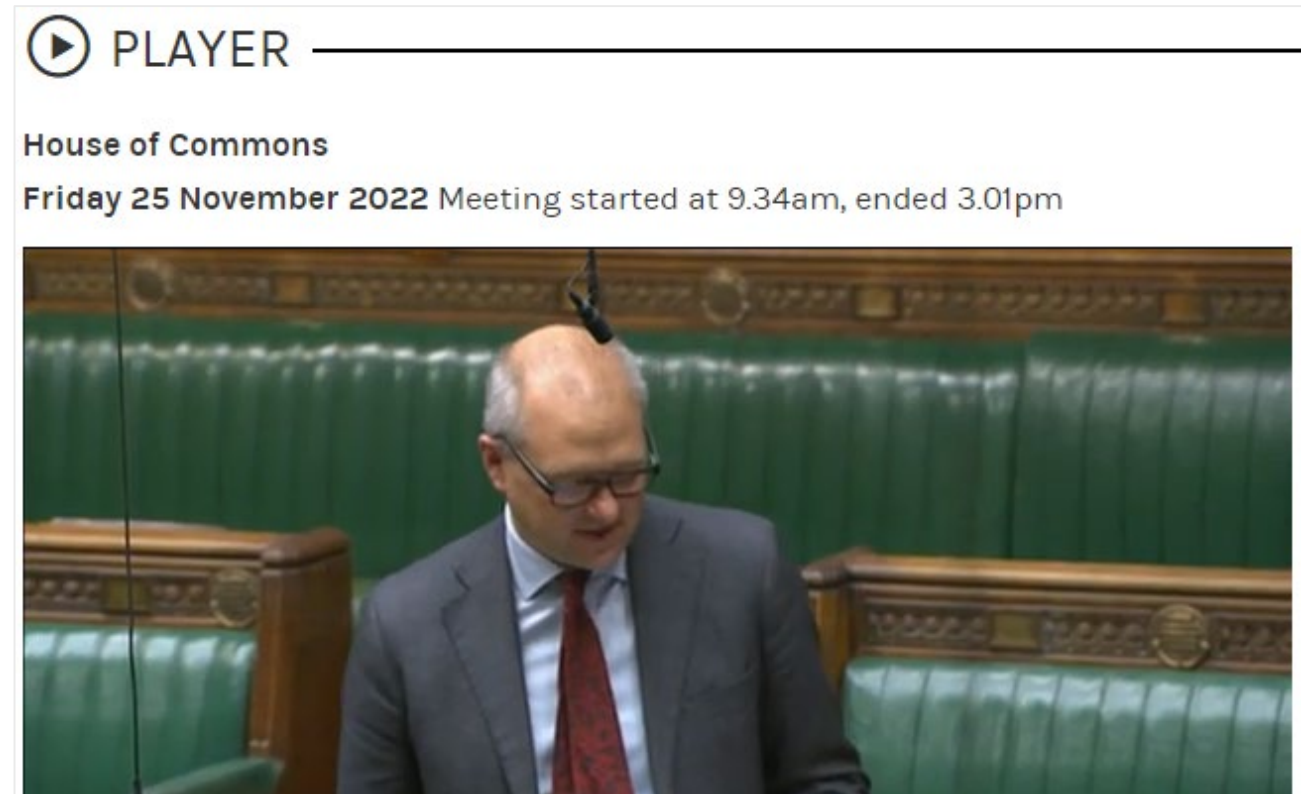 PLAYER
House of Commons
Friday 25 November 2022 Meeting started at 9.34am, ended 3.01pm